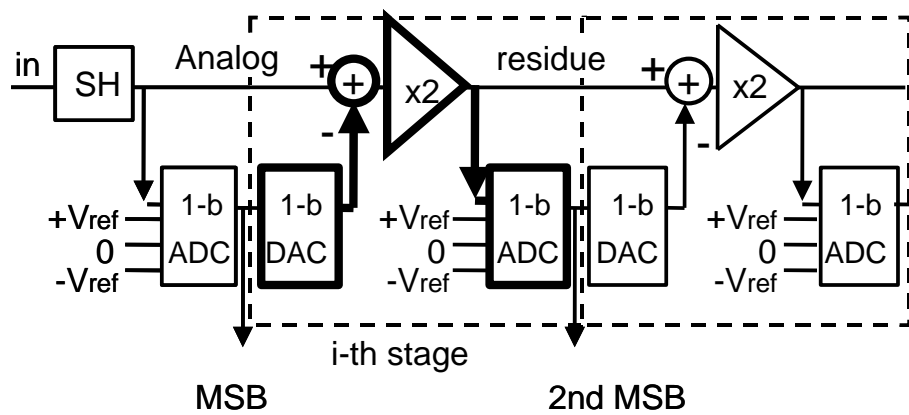 in
SH
Analog
+
+
-
x2
residue
+
+
-
x2
1-b
ADC
+Vref
0
-Vref
1-b
DAC
+Vref
0
-Vref
1-b
ADC
1-b
DAC
+Vref
0
-Vref
1-b
ADC
i-th stage
MSB
2nd MSB